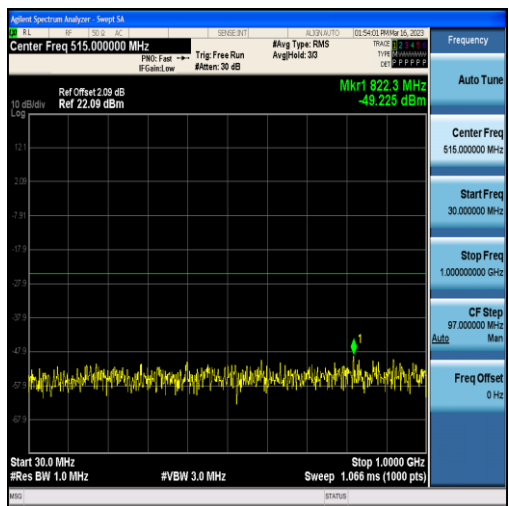 Agilent Spectrum Analyzer - Swept SA
RL RF 50 Ω AC SENSE:INT ALIGN AUTO 01:54:01 PM Mar 16, 2023
Center Freq 515.000000 MHz
#Avg Type: RMS
TRACE 1 2 3 4 5 6
PNO: Fast
Trig: Free Run
Avg|Hold: 3/3
TYPE
IFGain:Low
#Atten: 30 dB
DET P P P P P P
Mkr1 822.3 MHz
-49.225 dBm
Ref Offset 2.09 dB
10 dB/div Ref 22.09 dBm
Log
12.1
2.09
-7.91
-17.9
-27.9
-37.9
-47.9
-57.9
-67.9
1
Start 30.0 MHz
Stop 1.0000 GHz
#Res BW 1.0 MHz
#VBW 3.0 MHz
Sweep 1.066 ms (1000 pts)
MSG
STATUS
Frequency
Auto Tune
Center Freq
515.000000 MHz
Start Freq
30.000000 MHz
Stop Freq
1.000000000 GHz
CF Step
97.000000 MHz
Auto Man
Freq Offset
0 Hz